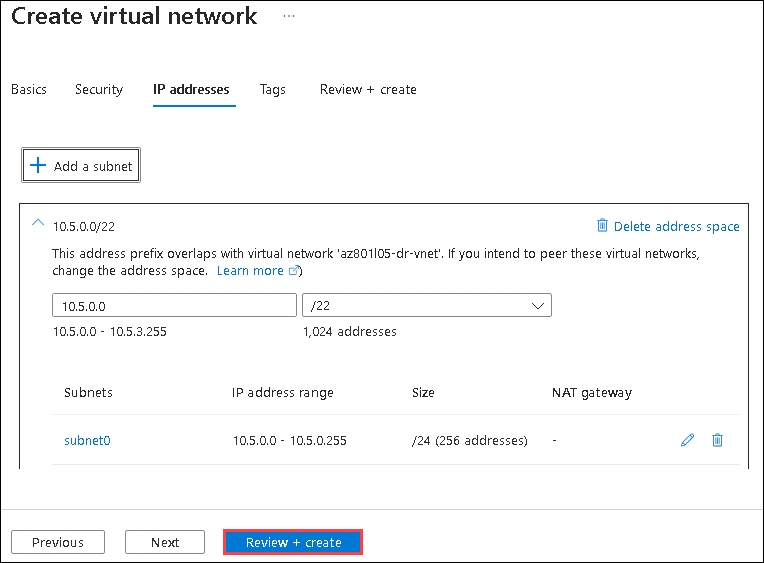 Create virtual network ...
Basics Security IP addresses Tags Review + create
+ Add a subnet
10.5.0.0/22 Delete address space
This address prefix overlaps with virtual network 'az801l05-dr-vnet'. If you intend to peer these virtual networks,
change the address space. Learn more )
10.5.0.0 /22
10.5.0.0 - 10.5.3.255 1,024 addresses
Subnets IP address range Size NAT gateway
subnet0 10.5.0.0 - 10.5.0.255 /24 (256 addresses) -
Previous Next Review + create